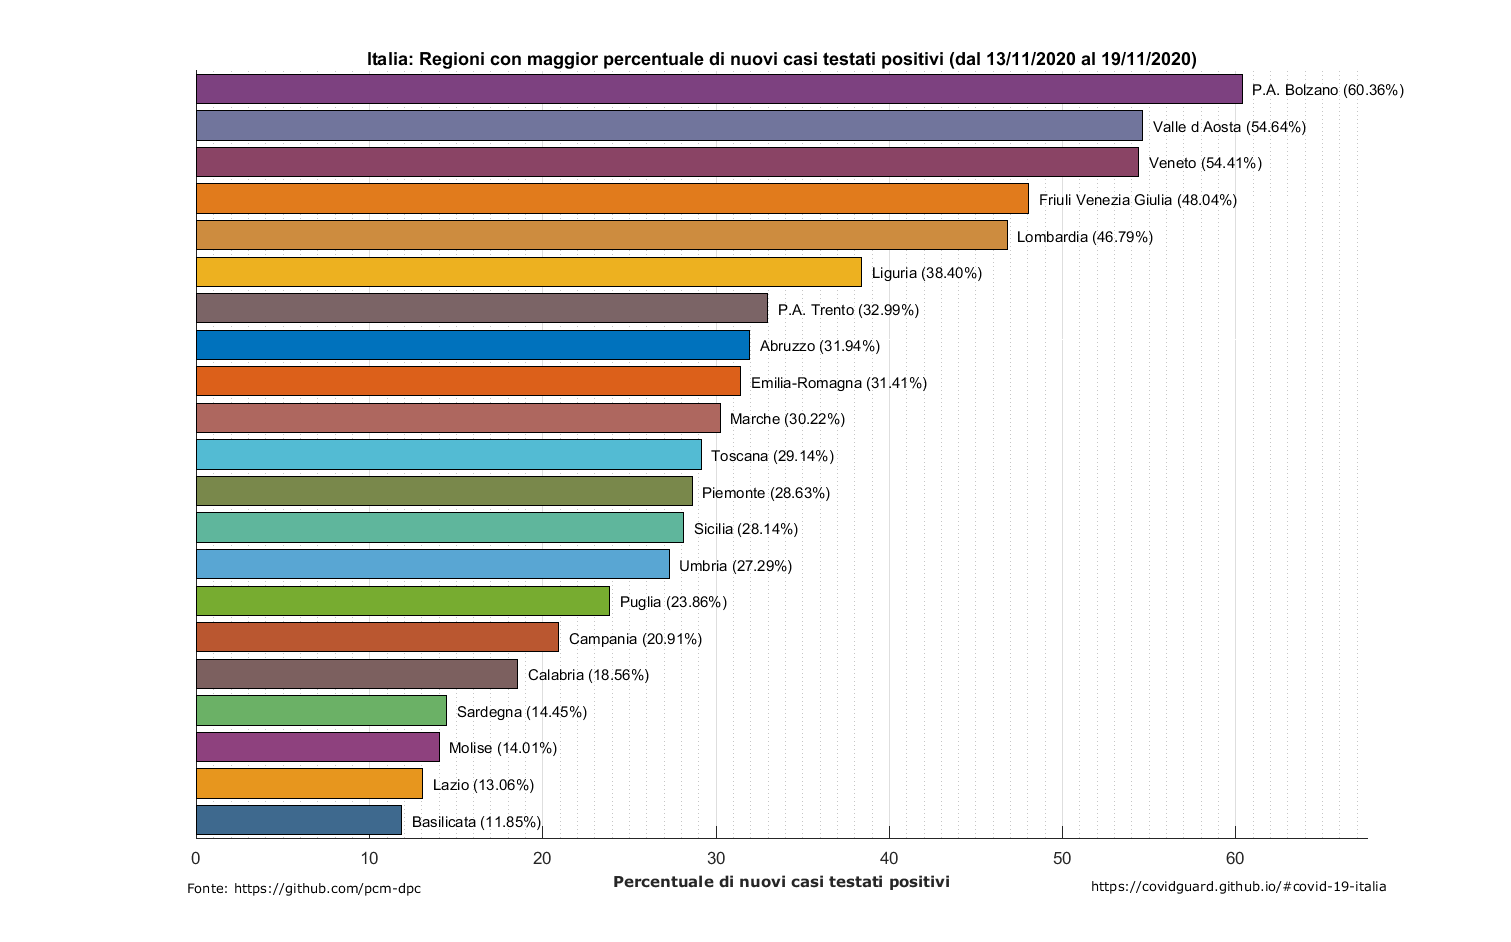 Italia: Regioni con maggior percentuale di nuovi casi testati positivi (dal 13/11/2020 al 19/11/2020)
P.A. Bolzano (60.36%)
Valle d Aosta (54.64%)
Veneto (54.41%)
Friuli Venezia Giulia (48.04%)
Lombardia (46.79%)
Liguria (38.40%)
P.A. Trento (32.99%)
Abruzzo (31.94%)
Emilia-Romagna (31.41%)
Marche (30.22%)
Toscana (29.14%)
Piemonte (28.63%)
Sicilia (28.14%)
Umbria (27.29%)
Puglia (23.86%)
Campania (20.91%)
Calabria (18.56%)
Sardegna (14.45%)
Molise (14.01%)
Lazio (13.06%)
Basilicata (11.85%)
0 10 20 30 40 50 60
Percentuale di nuovi casi testati positivi
Fonte: https://github.com/pcm-dpc
https://covidguard.github.io/#covid-19-italia